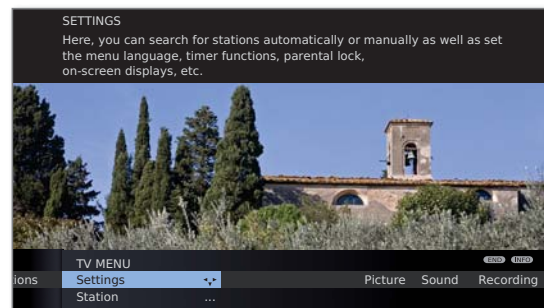 SETTINGS
Here, you can search for stations automatically or manually as well as set
the menu language, timer functions, parental lock,
on-screen displays, etc.
TV MENU
END INFO
ions Settings Picture Sound Recording
Station ...